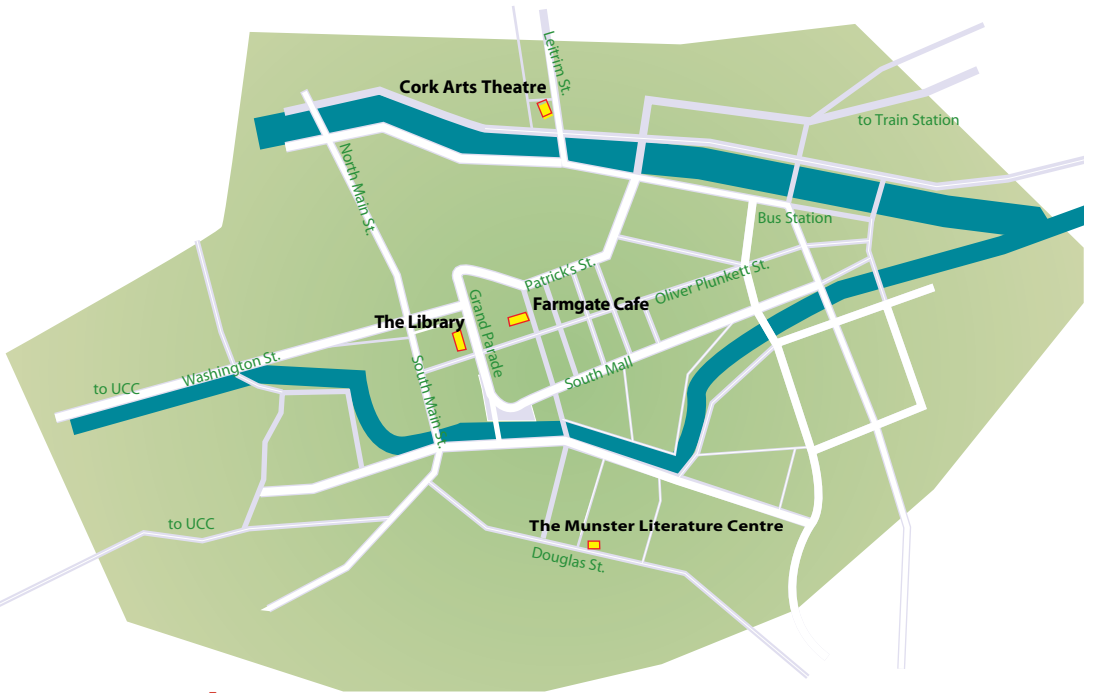 Leitrim St.
Cork Arts Theatre
to Train Station
North Main St.
Bus Station
Patrick's St.
Oliver Plunkett St.
Farmgate Cafe
Grand Parade
The Library
South Main St.
South Mall
Washington St.
to UCC
to UCC
The Munster Literature Centre
Douglas St.